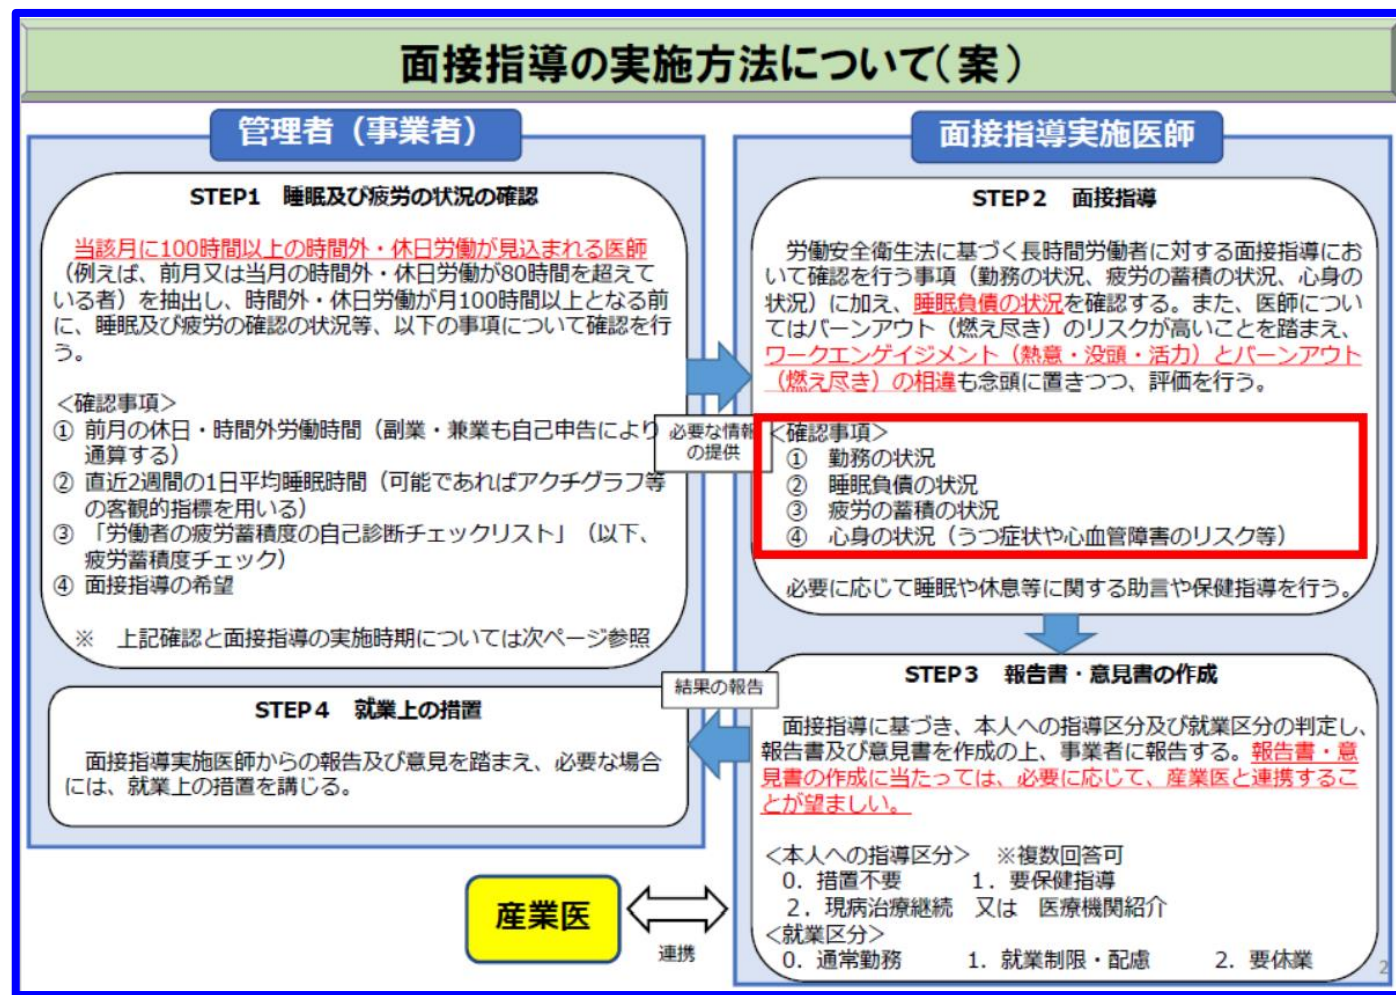 面接指導の実施方法について(案)
管理者（事業者）
STEP1　睡眠及び疲労の状況の確認
当該月に100時間以上の時間外・休日労働が見込まれる医師
（例えば、前月又は当月の時間外・休日労働が80時間を超えて
いる者）を抽出し、時間外・休日労働が月100時間以上となる前
に、睡眠及び疲労の確認の状況等、以下の事項について確認を行
う。
＜確認事項＞
①　前月の休日・時間外労働時間（副業・兼業も自己申告により
通算する）
②　直近2週間の1日平均睡眠時間（可能であればアクチグラフ等
の客観的指標を用いる）
③　「労働者の疲労蓄積度の自己診断チェックリスト」（以下、
疲労蓄積度チェック）
④　面接指導の希望
※　上記確認と面接指導の実施時期については次ページ参照
必要な情報
の提供
面接指導実施医師
STEP２　面接指導
労働安全衛生法に基づく長時間労働者に対する面接指導にお
いて確認を行う事項（勤務の状況、疲労の蓄積の状況、心身の
状況）に加え、睡眠負債の状況を確認する。また、医師につい
てはバーンアウト（燃え尽き）のリスクが高いことを踏まえ、
ワークエンゲイジメント（熱意・没頭・活力）とバーンアウト
（燃え尽き）の相違も念頭に置きつつ、評価を行う。
＜確認事項＞
①　勤務の状況
②　睡眠負債の状況
③　疲労の蓄積の状況
④　心身の状況（うつ症状や心血管障害のリスク等）
必要に応じて睡眠や休息等に関する助言や保健指導を行う。
STEP３　報告書・意見書の作成
面接指導に基づき、本人への指導区分及び就業区分の判定し、
報告書及び意見書を作成の上、事業者に報告する。報告書・意
見書の作成に当たっては、必要に応じて、産業医と連携するこ
とが望ましい。
＜本人への指導区分＞　※複数回答可
0．措置不要　　1．要保健指導
2．現病治療継続　又は　医療機関紹介
＜就業区分＞
0．通常勤務　　1．就業制限・配慮　　2．要休業
結果の報告
STEP４　就業上の措置
面接指導実施医師からの報告及び意見を踏まえ、必要な場合
には、就業上の措置を講じる。
産業医
連携
2